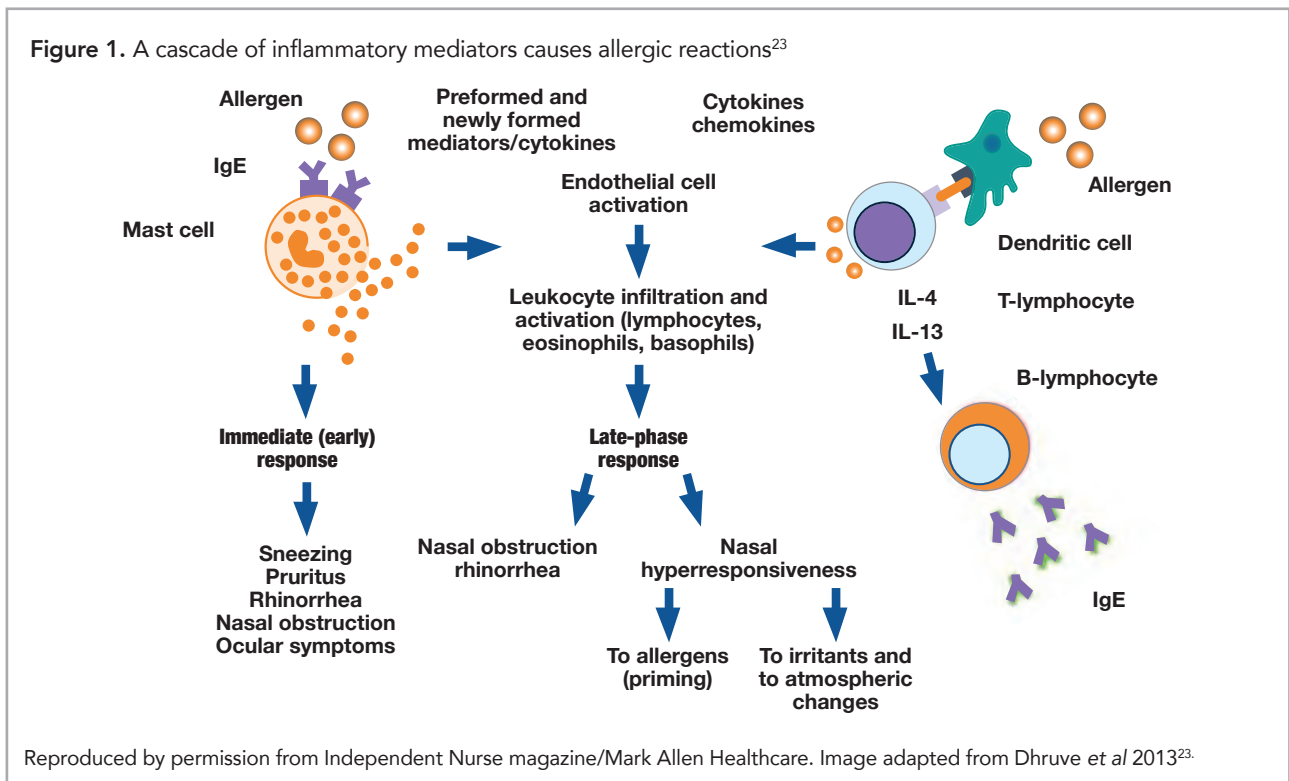 Figure 1. A cascade of inflammatory mediators causes allergic reactions23
Allergen
IgE
Mast cell
Preformed and
newly formed
mediators/cytokines
Cytokines
chemokines
Endothelial cell
activation
Allergen
Dendritic cell
T-lymphocyte
IL-4
IL-13
B-lymphocyte
IgE
Leukocyte infiltration and
activation (lymphocytes,
eosinophils, basophils)
Immediate (early)
response
Late-phase
response
Sneezing
Pruritus
Rhinorrhea
Nasal obstruction
Ocular symptoms
Nasal obstruction
rhinorrhea
Nasal
hyperresponsiveness
To allergens
(priming)
To irritants and
to atmospheric
changes
Reproduced by permission from Independent Nurse magazine/Mark Allen Healthcare. Image adapted from Dhruve et al 201323.